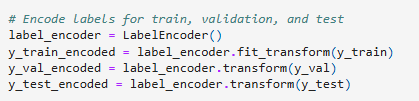 # Encode labels for train, validation, and test
label_encoder = LabelEncoder()
y_train_encoded = label_encoder.fit_transform(y_train)
y_val_encoded = label_encoder.transform(y_val)
y_test_encoded = label_encoder.transform(y_test)